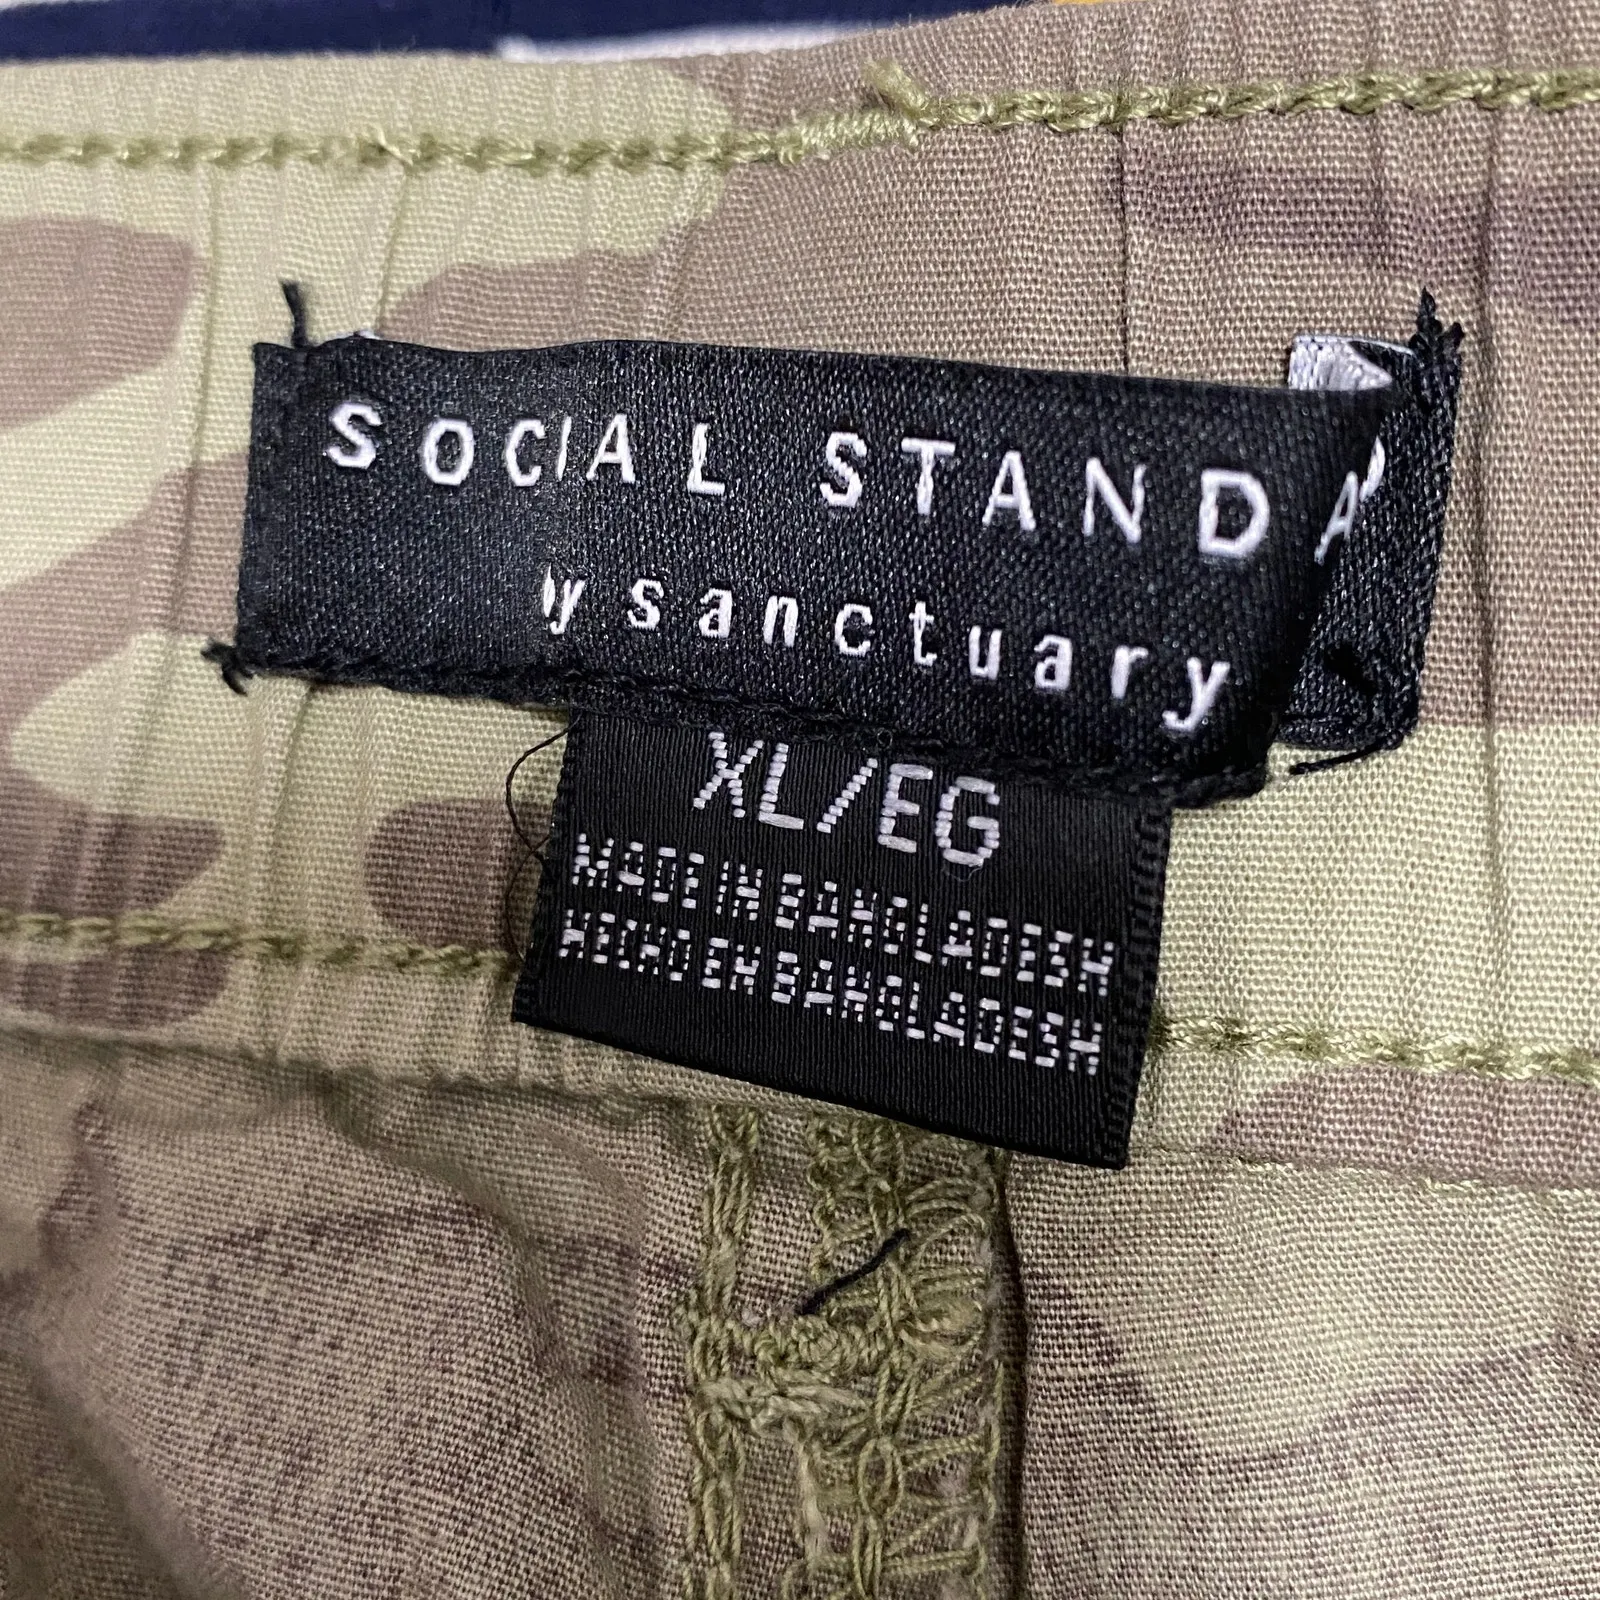 SOCIAL STANDA
by sanctuary
XL/EG
MADE IN BANGLADESH
HECHO EN BANGLADESH